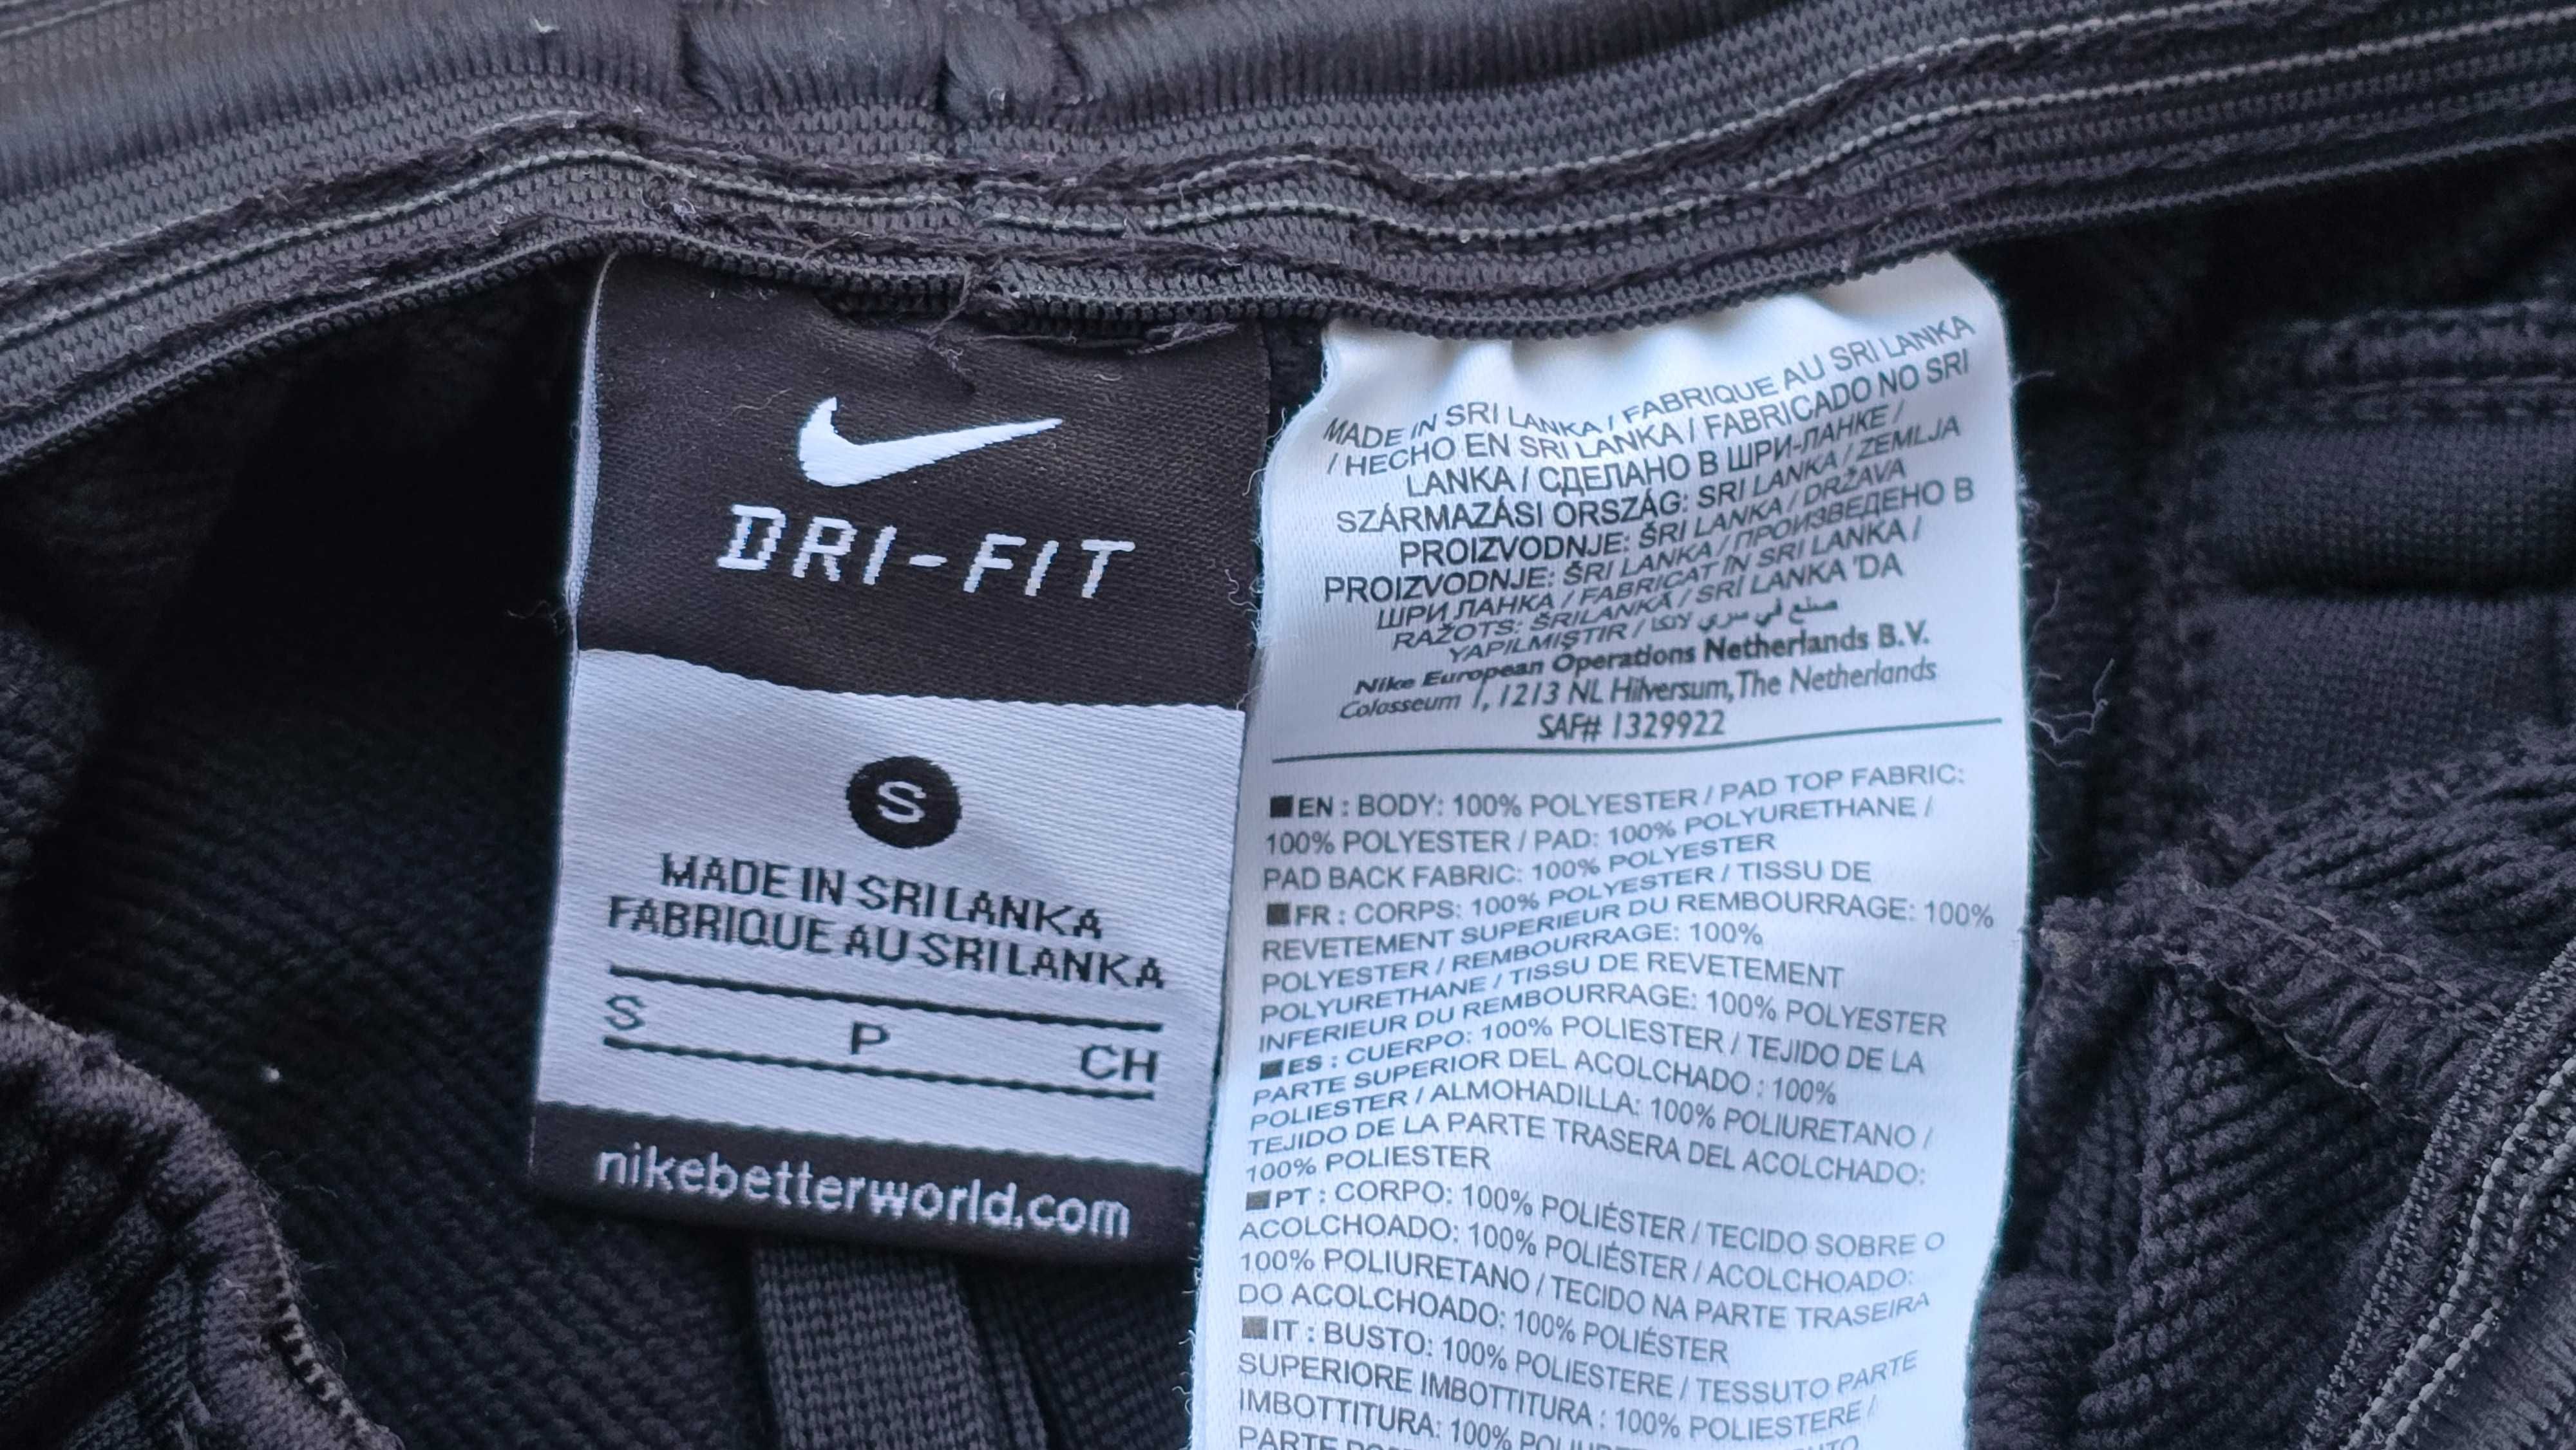 DRI-FIT
S
MADE IN SRI LANKA
FABRIQUE AU SRI LANKA
S P CH
nikebetterworld.com
MADE IN SRI LANKA / FABRIQUE AU SRI LANKA
/ HECHO EN SRI LANKA / FABRICADO NO SRI
LANKA / СДЕЛАНО В ШРИ-ЛАНКЕ /
SZÁRMAZÁSI ORSZÁG: SRI LANKA / ZEMLJA
PROIZVODNJE: ŠRI LANKA / DRŽAVA
PROIZVODNJE: ŠRI LANKA / ПРОИЗВЕДЕНО В
ШРИ ЛАНКА / FABRICAT ÎN SRI LANKA /
RAŽOTS: ŠRILANKĀ / SRİ LANKA 'DA
YAPILMIŞTIR / صنع في سري لانكا
Nike European Operations Netherlands B.V.
Colosseum 1, 1213 NL Hilversum, The Netherlands
SAF# 1329922
EN : BODY: 100% POLYESTER / PAD TOP FABRIC:
100% POLYESTER / PAD: 100% POLYURETHANE /
PAD BACK FABRIC: 100% POLYESTER
FR : CORPS: 100% POLYESTER / TISSU DE
REVETEMENT SUPERIEUR DU REMBOURRAGE: 100%
POLYESTER / REMBOURRAGE: 100%
POLYURETHANE / TISSU DE REVETEMENT
INFERIEUR DU REMBOURRAGE: 100% POLYESTER
ES : CUERPO: 100% POLIESTER / TEJIDO DE LA
PARTE SUPERIOR DEL ACOLCHADO : 100%
POLIESTER / ALMOHADILLA: 100% POLIURETANO /
TEJIDO DE LA PARTE TRASERA DEL ACOLCHADO:
100% POLIESTER
PT : CORPO: 100% POLIÉSTER / TECIDO SOBRE O
ACOLCHOADO: 100% POLIÉSTER / ACOLCHOADO:
100% POLIURETANO / TECIDO NA PARTE TRASEIRA
DO ACOLCHOADO: 100% POLIÉSTER
IT : BUSTO: 100% POLIESTERE / TESSUTO PARTE
SUPERIORE IMBOTTITURA : 100% POLIESTERE /
IMBOTTITURA: 100%
PARTE